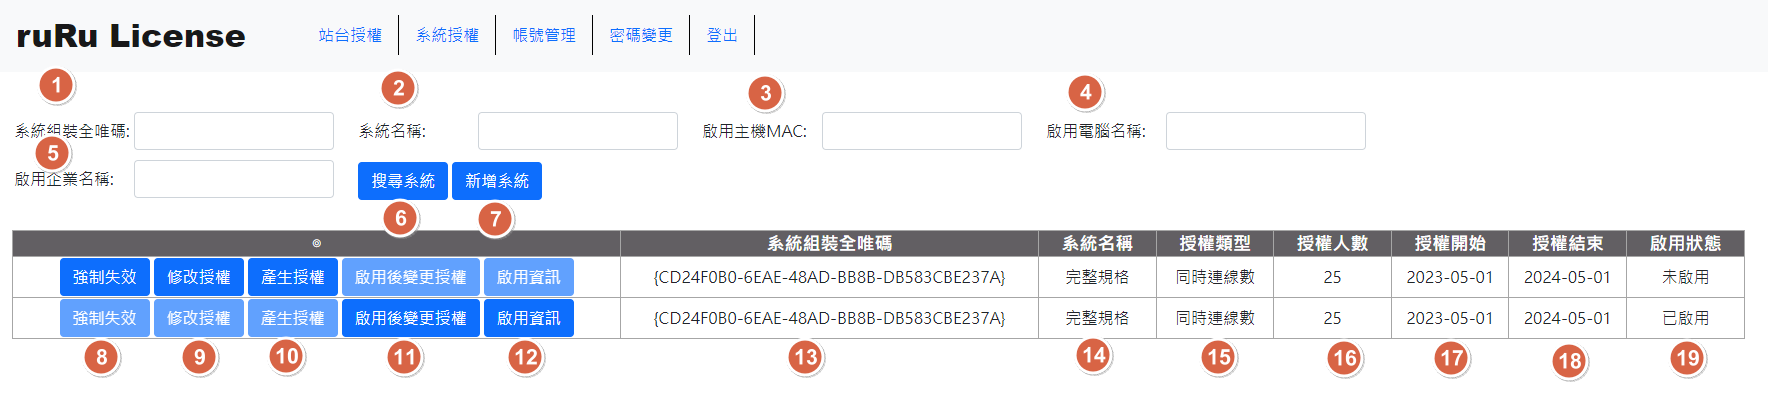 ruRu License 站台授權 系統授權 帳號管理 密碼變更 登出
1 2 3 4
系統組裝全唯碼: 系統名稱: 啟用主機MAC: 啟用電腦名稱:
5
啟用企業名稱: 搜尋系統 新增系統
6 7
◎ 系統組裝全唯碼 系統名稱 授權類型 授權人數 授權開始 授權結束 啟用狀態
強制失效 修改授權 產生授權 啟用後變更授權 啟用資訊 {CD24F0B0-6EAE-48AD-BB8B-DB583CBE237A} 完整規格 同時連線數 25 2023-05-01 2024-05-01 未啟用
強制失效 修改授權 產生授權 啟用後變更授權 啟用資訊 {CD24F0B0-6EAE-48AD-BB8B-DB583CBE237A} 完整規格 同時連線數 25 2023-05-01 2024-05-01 已啟用
8 9 10 11 12 13 14 15 16 17 18 19